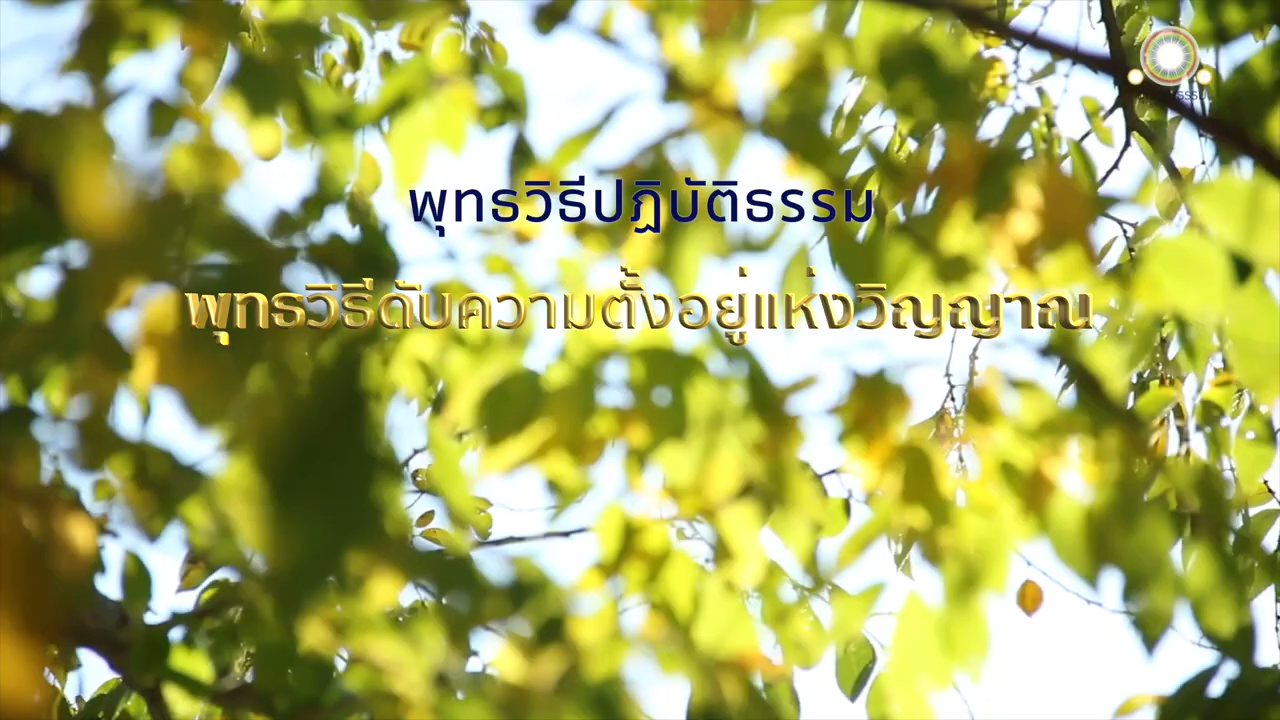 พุทธวิธีปฏิบัติธรรม
พุทธวิธีดับความตั้งอยู่แห่งวิญญาณ